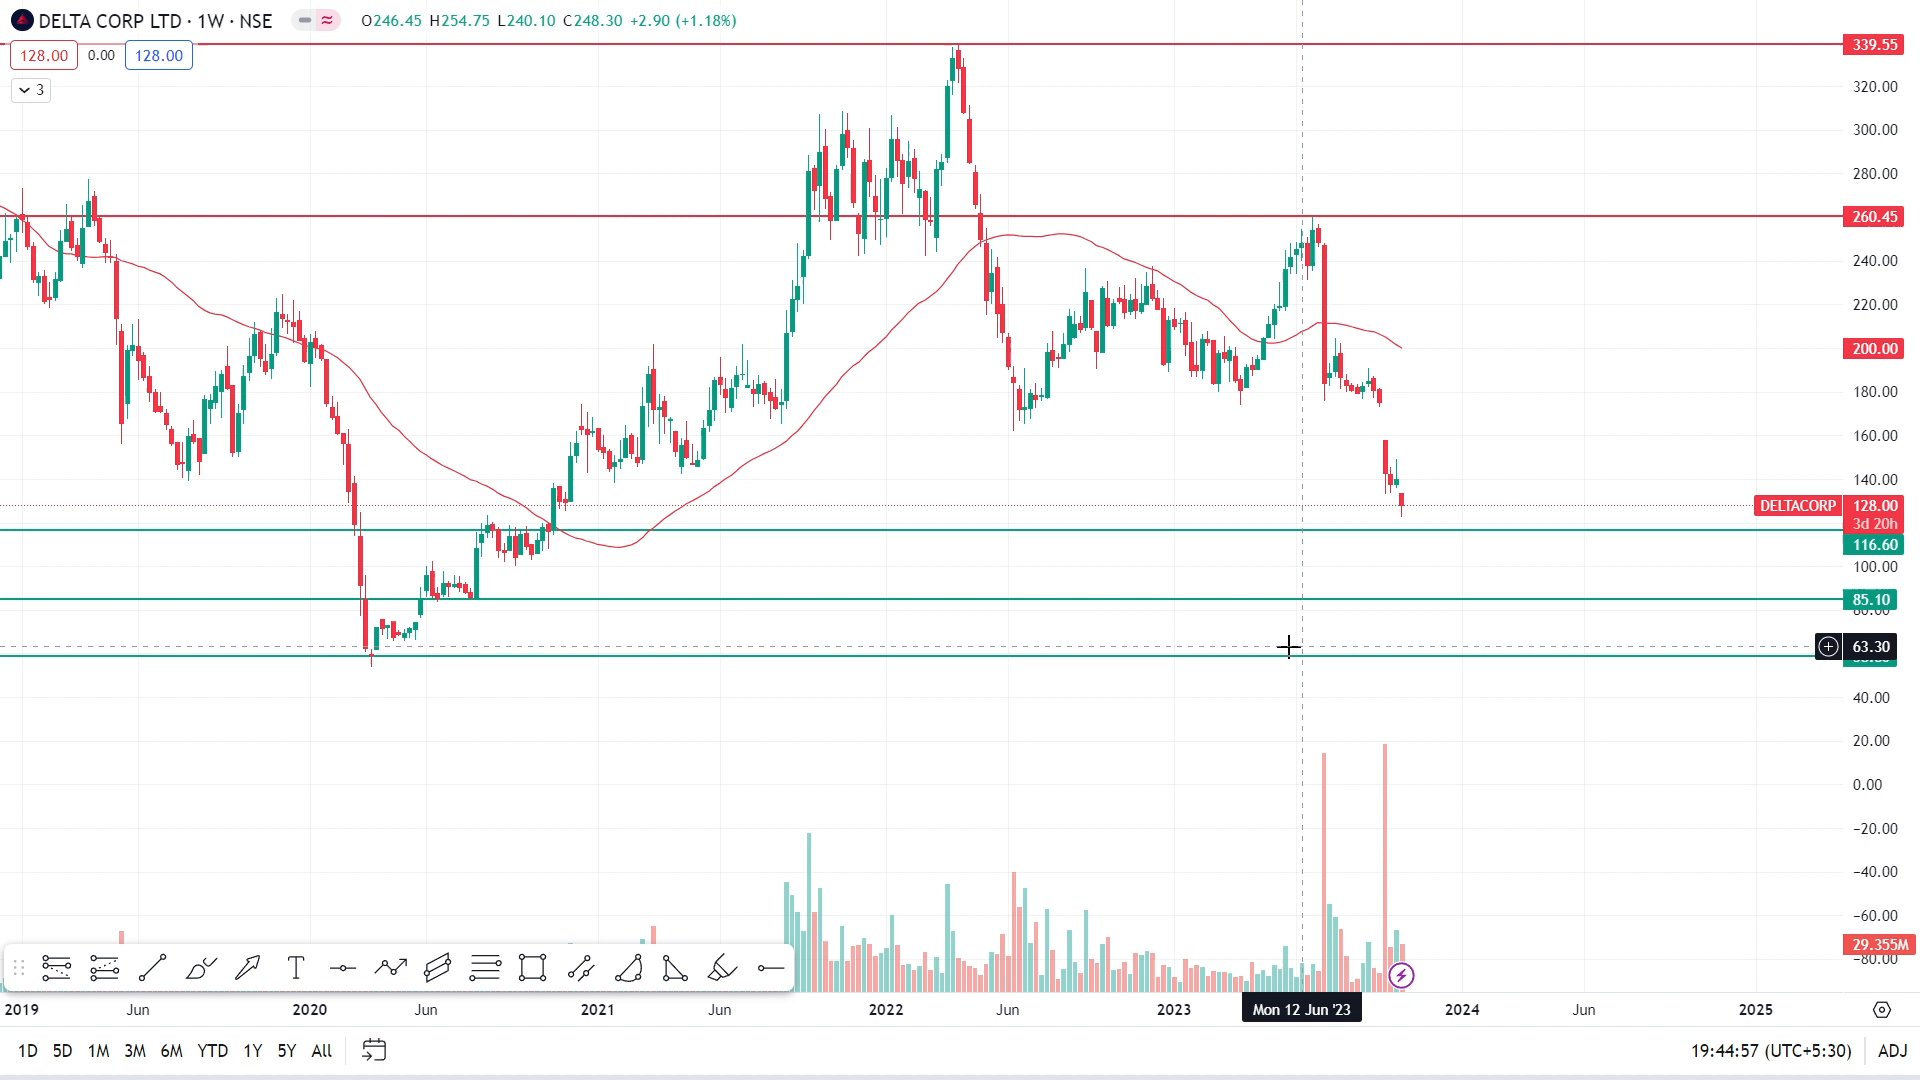 DELTA CORP LTD · 1W · NSE
O246.45 H254.75 L240.10 C248.30 +2.90 (+1.18%)
128.00 0.00 128.00
3
339.55
320.00
300.00
280.00
260.45
240.00
220.00
200.00
180.00
160.00
140.00
DELTACORP 128.00
3d 20h
116.60
100.00
85.10
80.00
63.30
40.00
20.00
0.00
−20.00
−40.00
−60.00
29.355M
−80.00
T
2019 Jun 2020 Jun 2021 Jun 2022 Jun 2023 Mon 12 Jun '23 2024 Jun 2025
1D 5D 1M 3M 6M YTD 1Y 5Y All
19:44:57 (UTC+5:30) ADJ